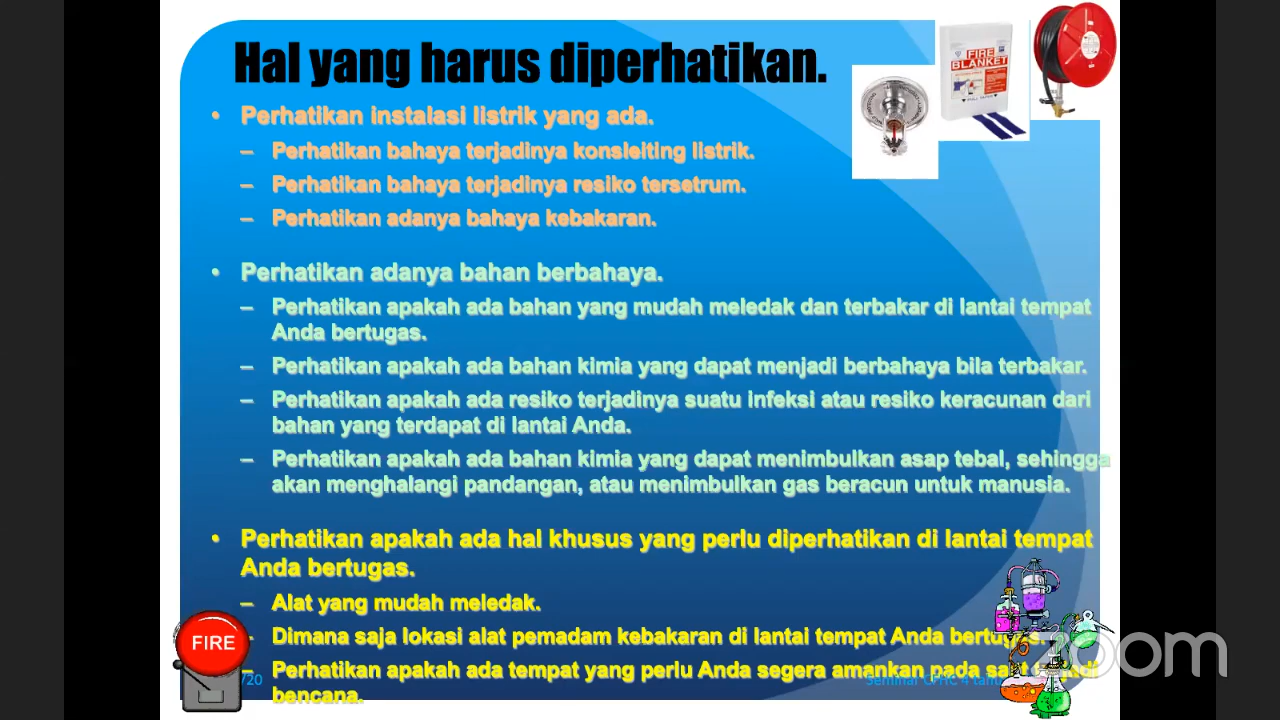 Hal yang harus diperhatikan.
FIRE
BLANKET
• Perhatikan instalasi listrik yang ada.
– Perhatikan bahaya terjadinya konsleiting listrik.
– Perhatikan bahaya terjadinya resiko tersetrum.
– Perhatikan adanya bahaya kebakaran.
• Perhatikan adanya bahan berbahaya.
– Perhatikan apakah ada bahan yang mudah meledak dan terbakar di lantai tempat
Anda bertugas.
– Perhatikan apakah ada bahan kimia yang dapat menjadi berbahaya bila terbakar.
– Perhatikan apakah ada resiko terjadinya suatu infeksi atau resiko keracunan dari
bahan yang terdapat di lantai Anda.
– Perhatikan apakah ada bahan kimia yang dapat menimbulkan asap tebal, sehingga
akan menghalangi pandangan, atau menimbulkan gas beracun untuk manusia.
• Perhatikan apakah ada hal khusus yang perlu diperhatikan di lantai tempat
Anda bertugas.
– Alat yang mudah meledak.
FIRE
Dimana saja lokasi alat pemadam kebakaran di lantai tempat Anda bertugas.
– Perhatikan apakah ada tempat yang perlu Anda segera amankan pada saat
bencana.
/20
Seminar
zoom